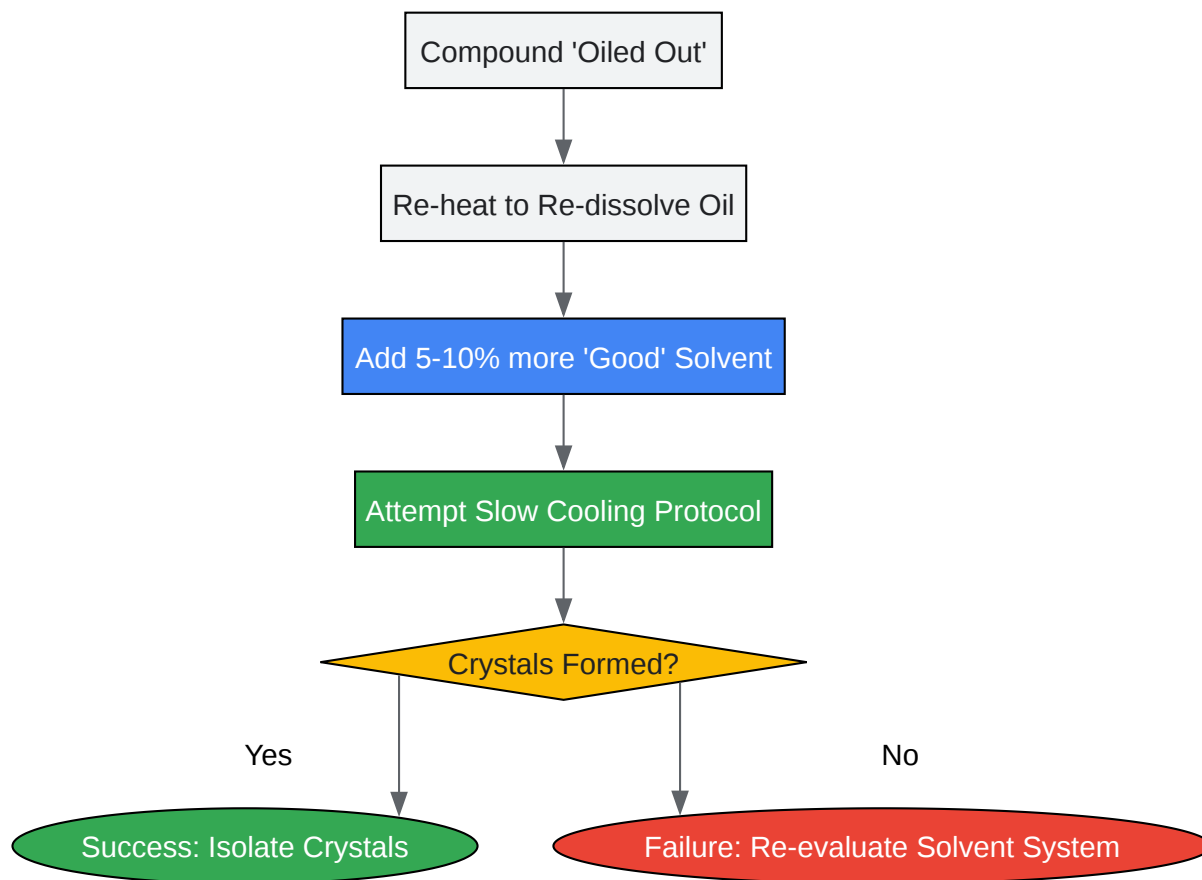 Compound 'Oiled Out'
Re-heat to Re-dissolve Oil
Add 5-10% more 'Good' Solvent
Attempt Slow Cooling Protocol
Crystals Formed?
Yes
No
Success: Isolate Crystals
Failure: Re-evaluate Solvent System